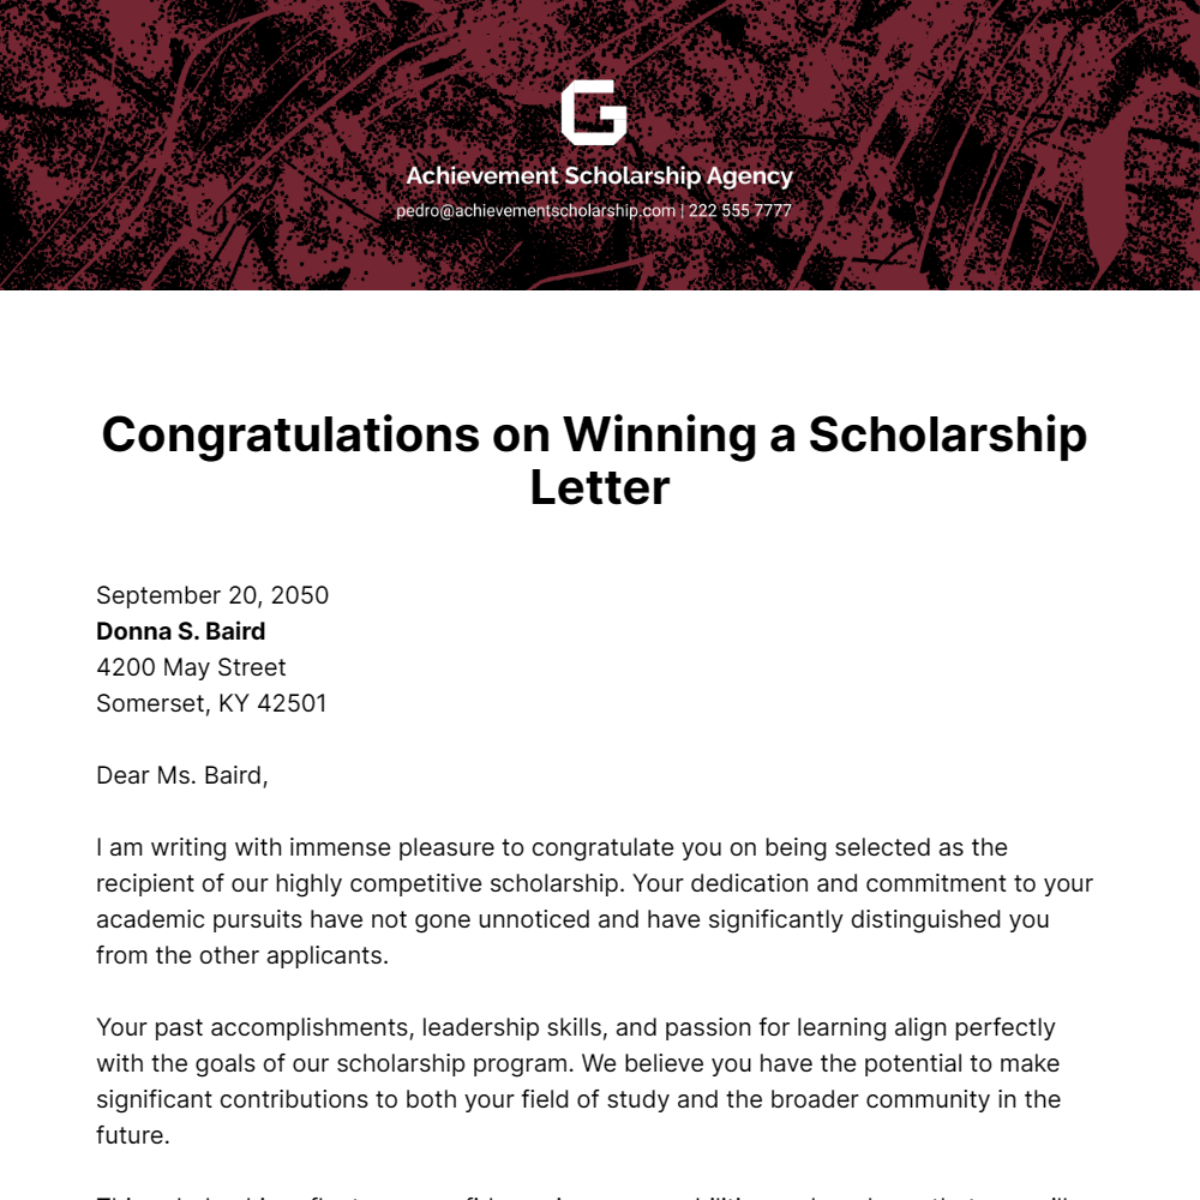 G
Achievement Scholarship Agency
pedro@achievementscholarship.com | 222 555 7777
Congratulations on Winning a Scholarship
Letter
September 20, 2050
Donna S. Baird
4200 May Street
Somerset, KY 42501
Dear Ms. Baird,
I am writing with immense pleasure to congratulate you on being selected as the
recipient of our highly competitive scholarship. Your dedication and commitment to your
academic pursuits have not gone unnoticed and have significantly distinguished you
from the other applicants.
Your past accomplishments, leadership skills, and passion for learning align perfectly
with the goals of our scholarship program. We believe you have the potential to make
significant contributions to both your field of study and the broader community in the
future.